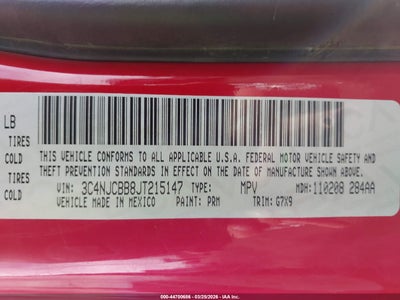 LB
TIRES
COLD
TIRES
COLD
THIS VEHICLE CONFORMS TO ALL APPLICABLE U.S.A. FEDERAL MOTOR VEHICLE SAFETY AND
THEFT PREVENTION STANDARDS IN EFFECT ON THE DATE OF MANUFACTURE SHOWN ABOVE.
VIN: 3C4NJCBB8JT215147 TYPE: MPV MDH: 110208 284AA
VEHICLE MADE IN MEXICO PAINT: PRM TRIM: G7X9
000-44700686 - 03/29/2026 - IAA Inc.